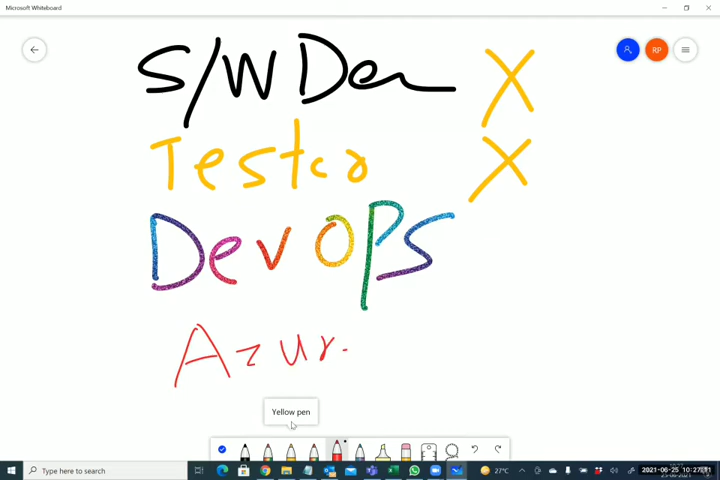 Microsoft Whiteboard
RP
S/W Dev X
Tester X
DevOPS
Azur.
Yellow pen
Type here to search
27°C
2021-06-25 10:27:11